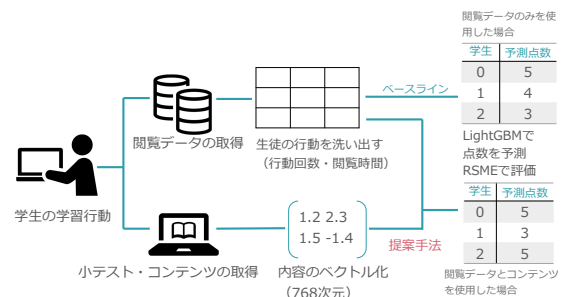 閲覧データのみを使
用した場合
学生 予測点数
0 5
1 4
2 3
ベースライン
閲覧データの取得
生徒の行動を洗い出す
（行動回数・閲覧時間）
LightGBMで
点数を予測
RSMEで評価
学生の学習行動
学生 予測点数
0 5
1 3
2 5
1.2 2.3
1.5 -1.4
提案手法
小テスト・コンテンツの取得
内容のベクトル化
（768次元）
閲覧データとコンテンツ
を使用した場合